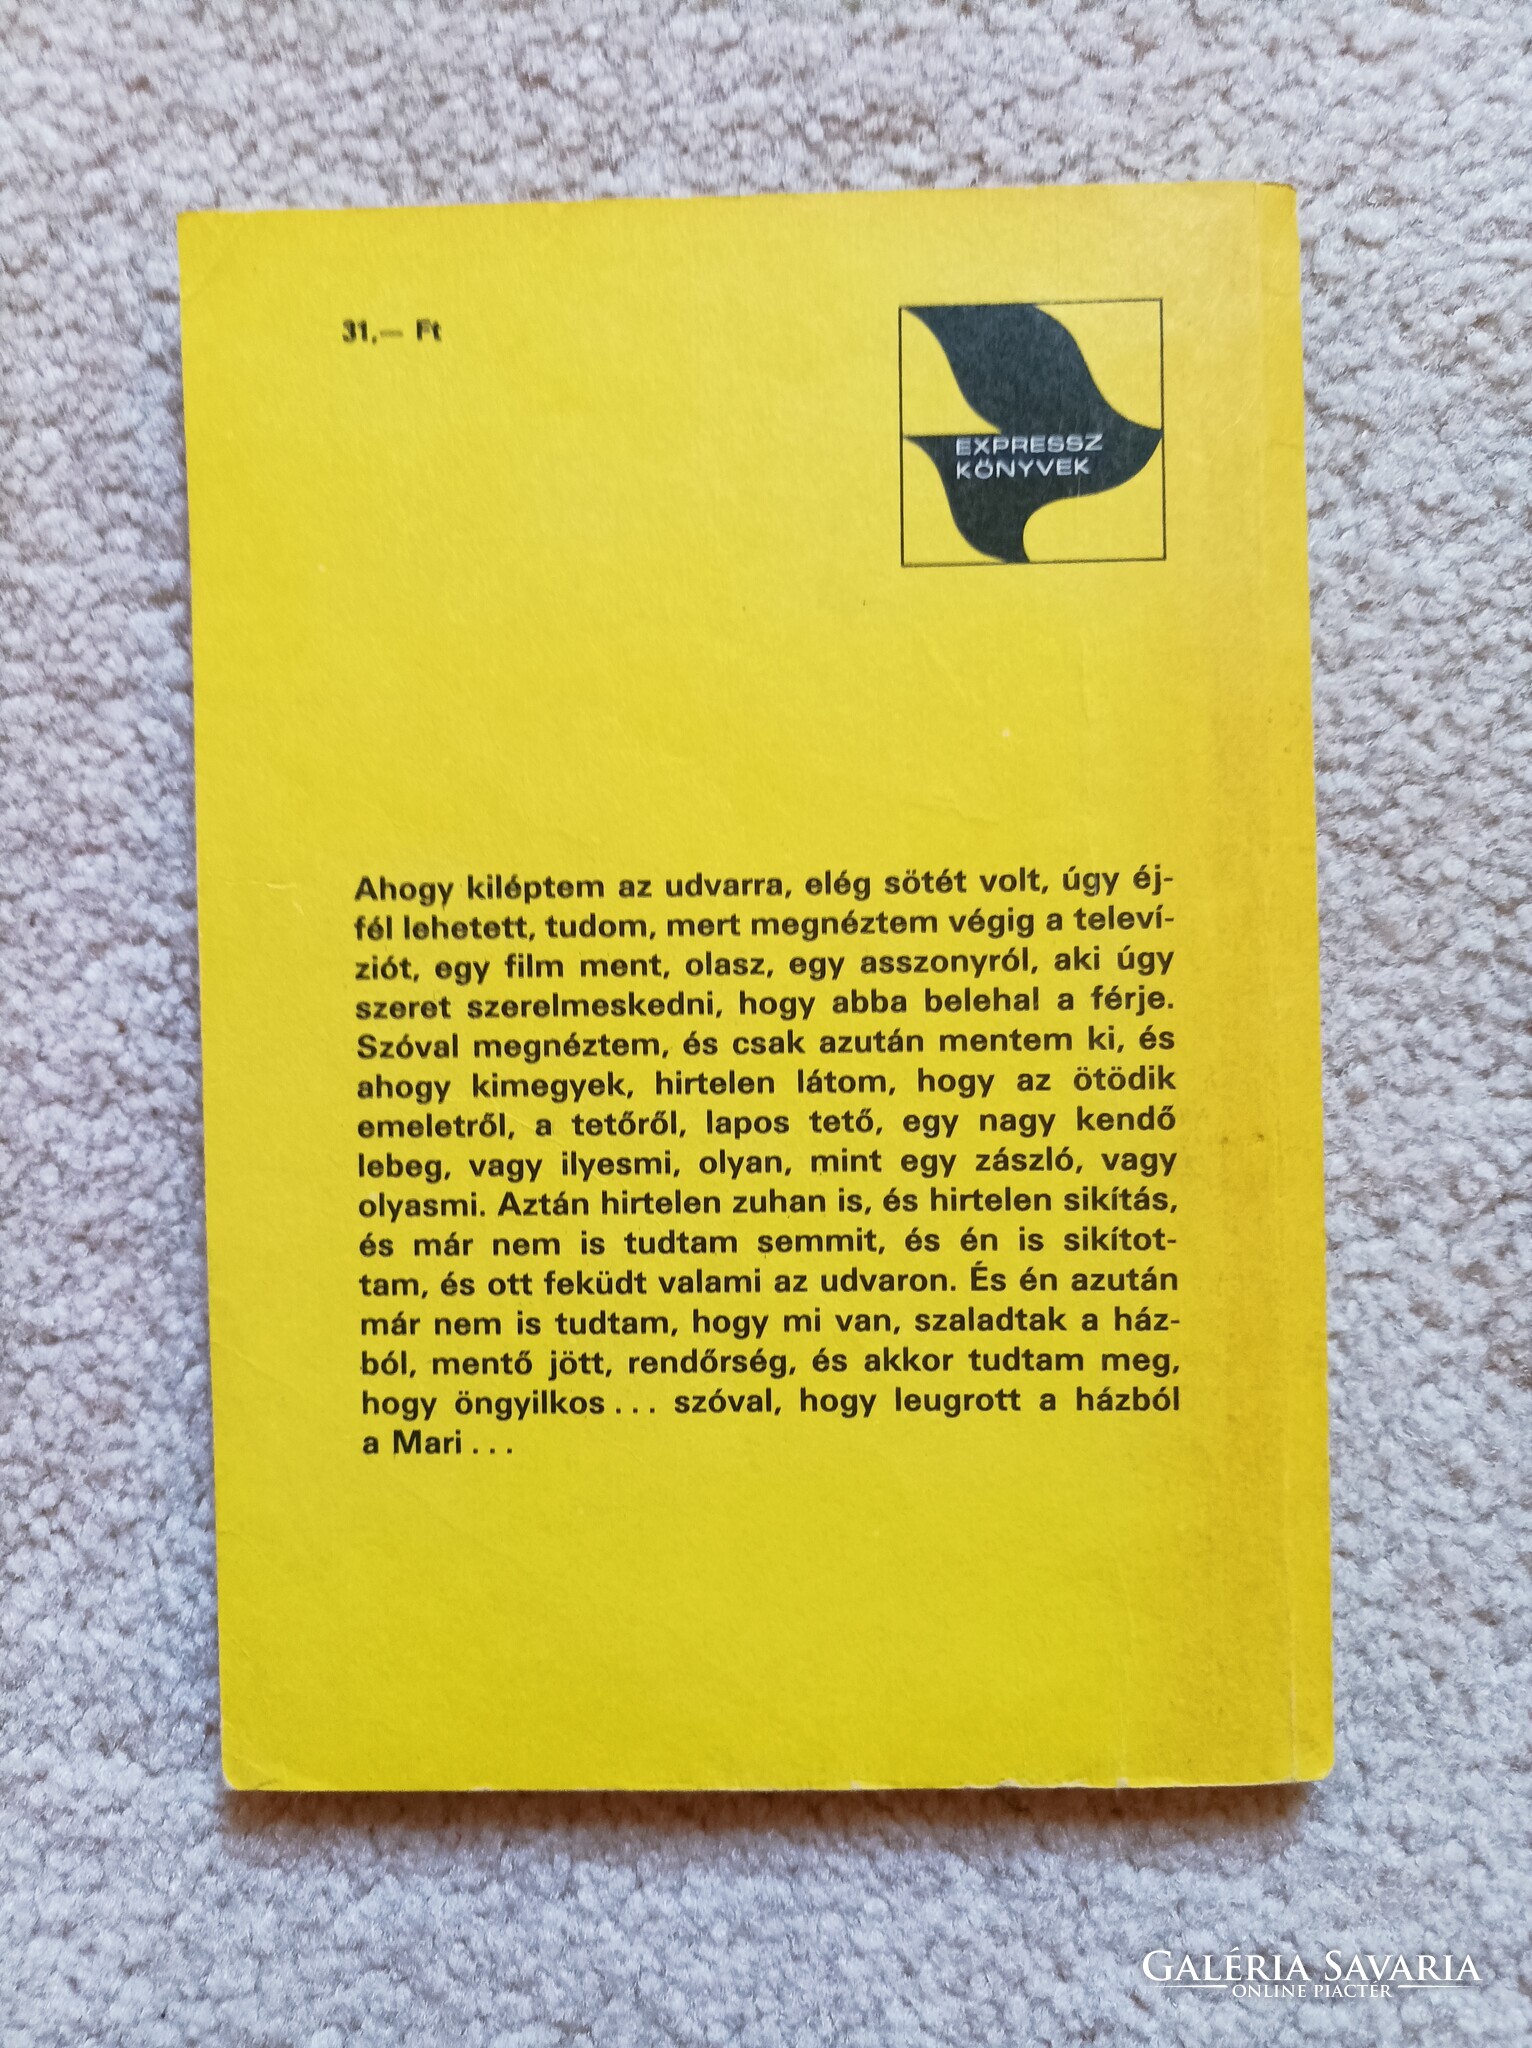 31,— Ft
EXPRESSZ
KÖNYVEK
Ahogy kiléptem az udvarra, elég sötét volt, úgy éj-
fél lehetett, tudom, mert megnéztem végig a televí-
ziót, egy film ment, olasz, egy asszonyról, aki úgy
szeret szerelmeskedni, hogy abba belehal a férje.
Szóval megnéztem, és csak azután mentem ki, és
ahogy kimegyek, hirtelen látom, hogy az ötödik
emeletről, a tetőről, lapos tető, egy nagy kendő
lebeg, vagy ilyesmi, olyan, mint egy zászló, vagy
olyasmi. Aztán hirtelen zuhan is, és hirtelen sikítás,
és már nem is tudtam semmit, és én is sikítot-
tam, és ott feküdt valami az udvaron. És én azután
már nem is tudtam, hogy mi van, szaladtak a ház-
ból, mentő jött, rendőrség, és akkor tudtam meg,
hogy öngyilkos... szóval, hogy leugrott a házból
a Mari...
GALÉRIA SAVARIA
ONLINE PIACTÉR